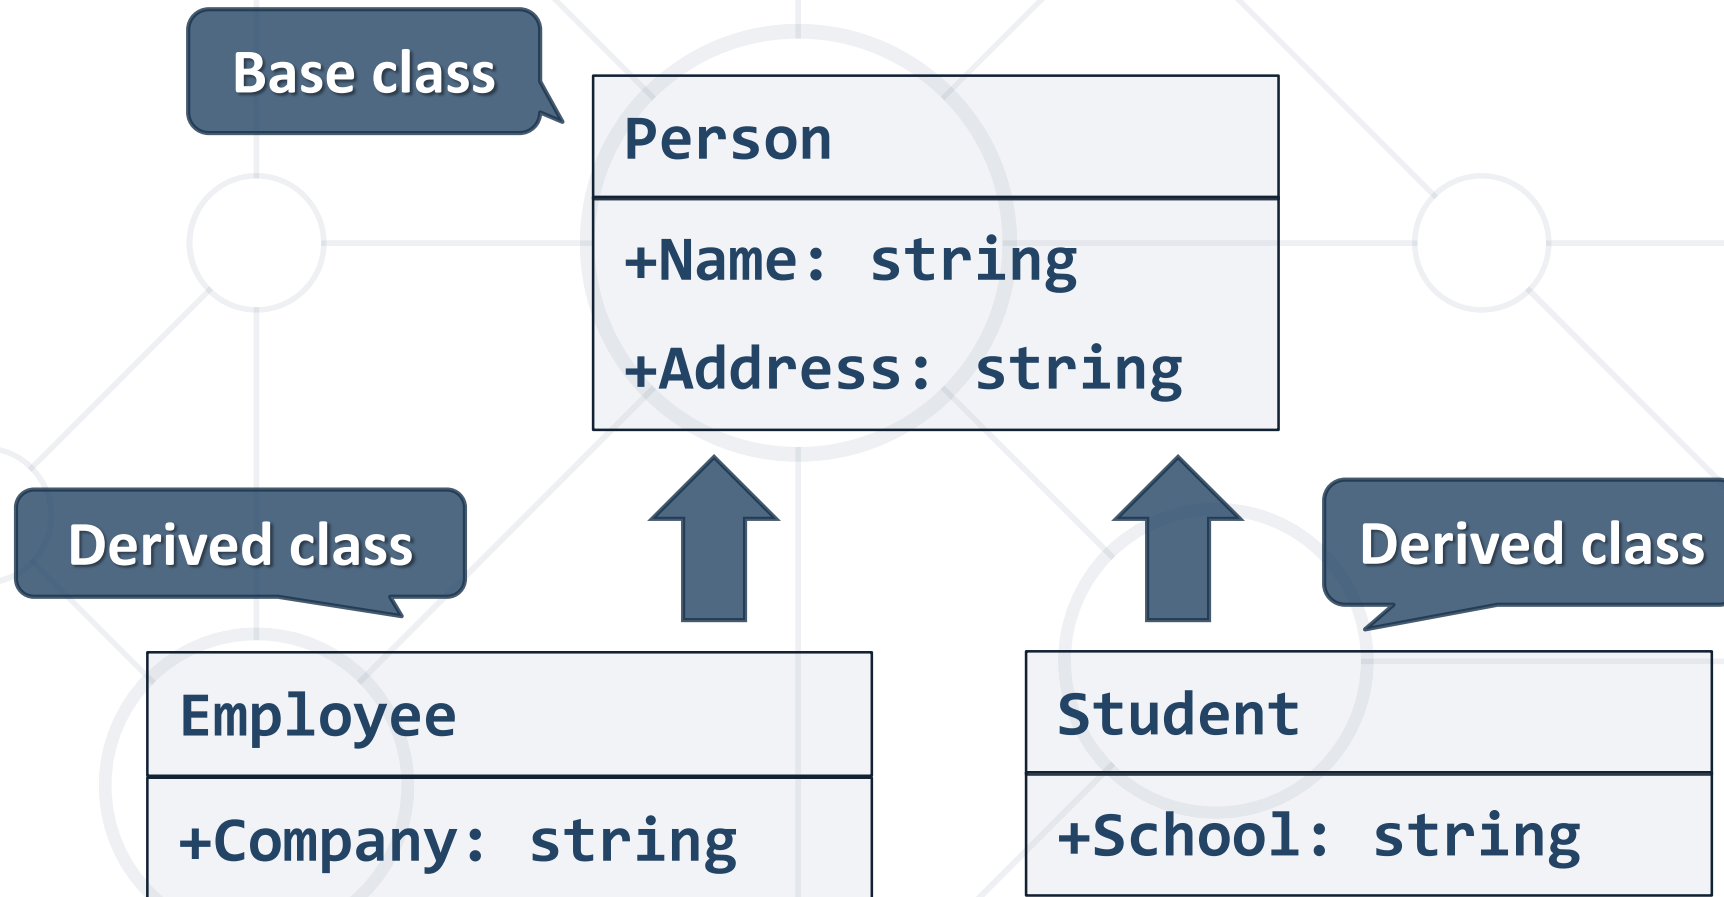 Base class
Person
+Name: string
+Address: string
Derived class
Derived class
Employee
+Company: string
Student
+School: string